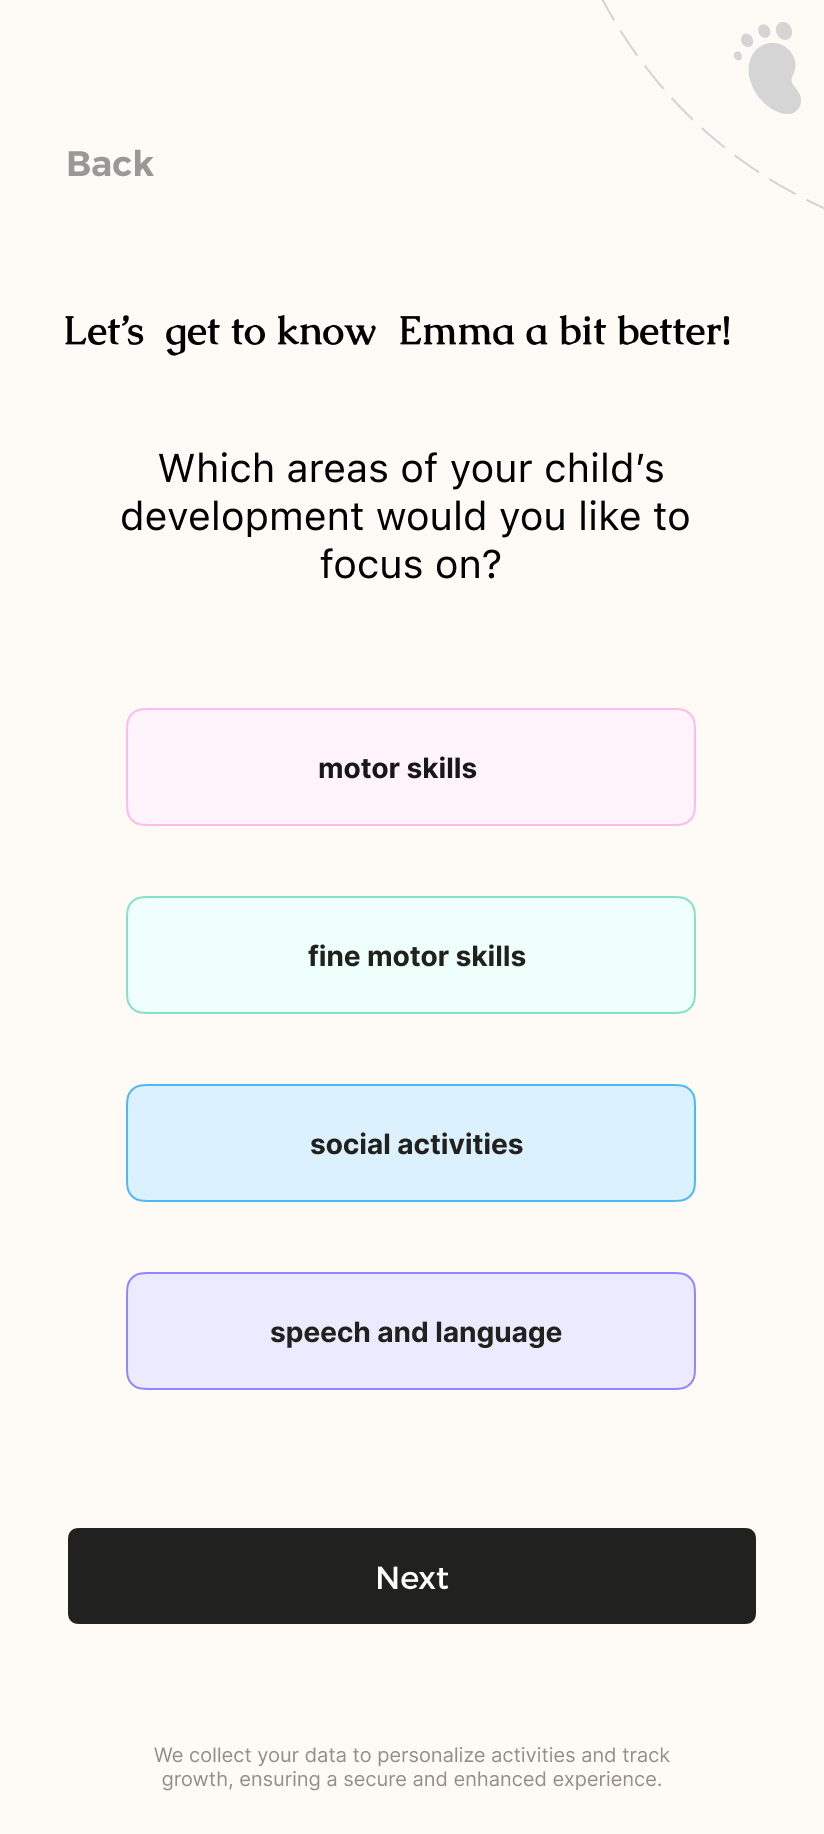 Back
Let’s get to know Emma a bit better!
Which areas of your child’s
development would you like to
focus on?
motor skills
fine motor skills
social activities
speech and language
Next
We collect your data to personalize activities and track
growth, ensuring a secure and enhanced experience.